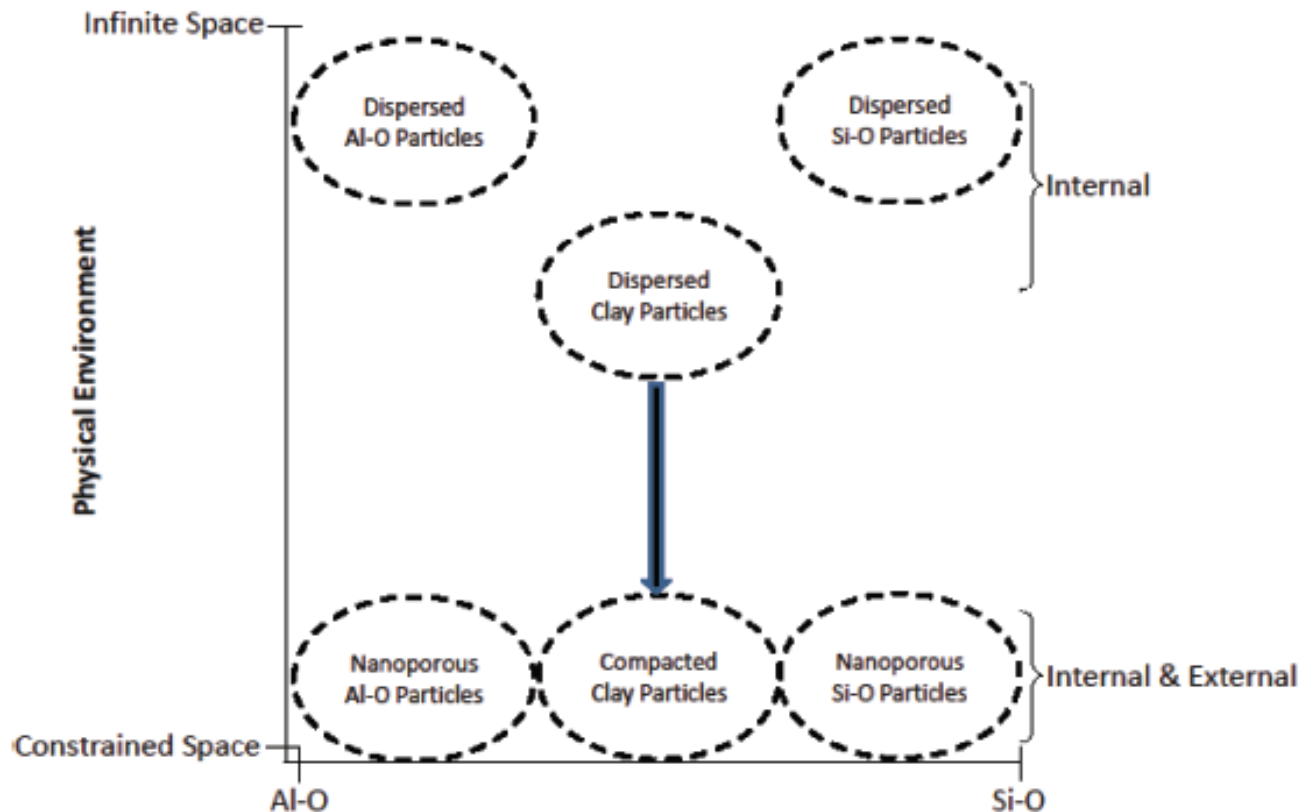 Infinite Space
Dispersed
Al-O Particles
Dispersed
Si-O Particles
Internal
Dispersed
Clay Particles
Physical Environment
Nanoporous
Al-O Particles
Compacted
Clay Particles
Nanoporous
Si-O Particles
Internal & External
Constrained Space
Al-O
Si-O